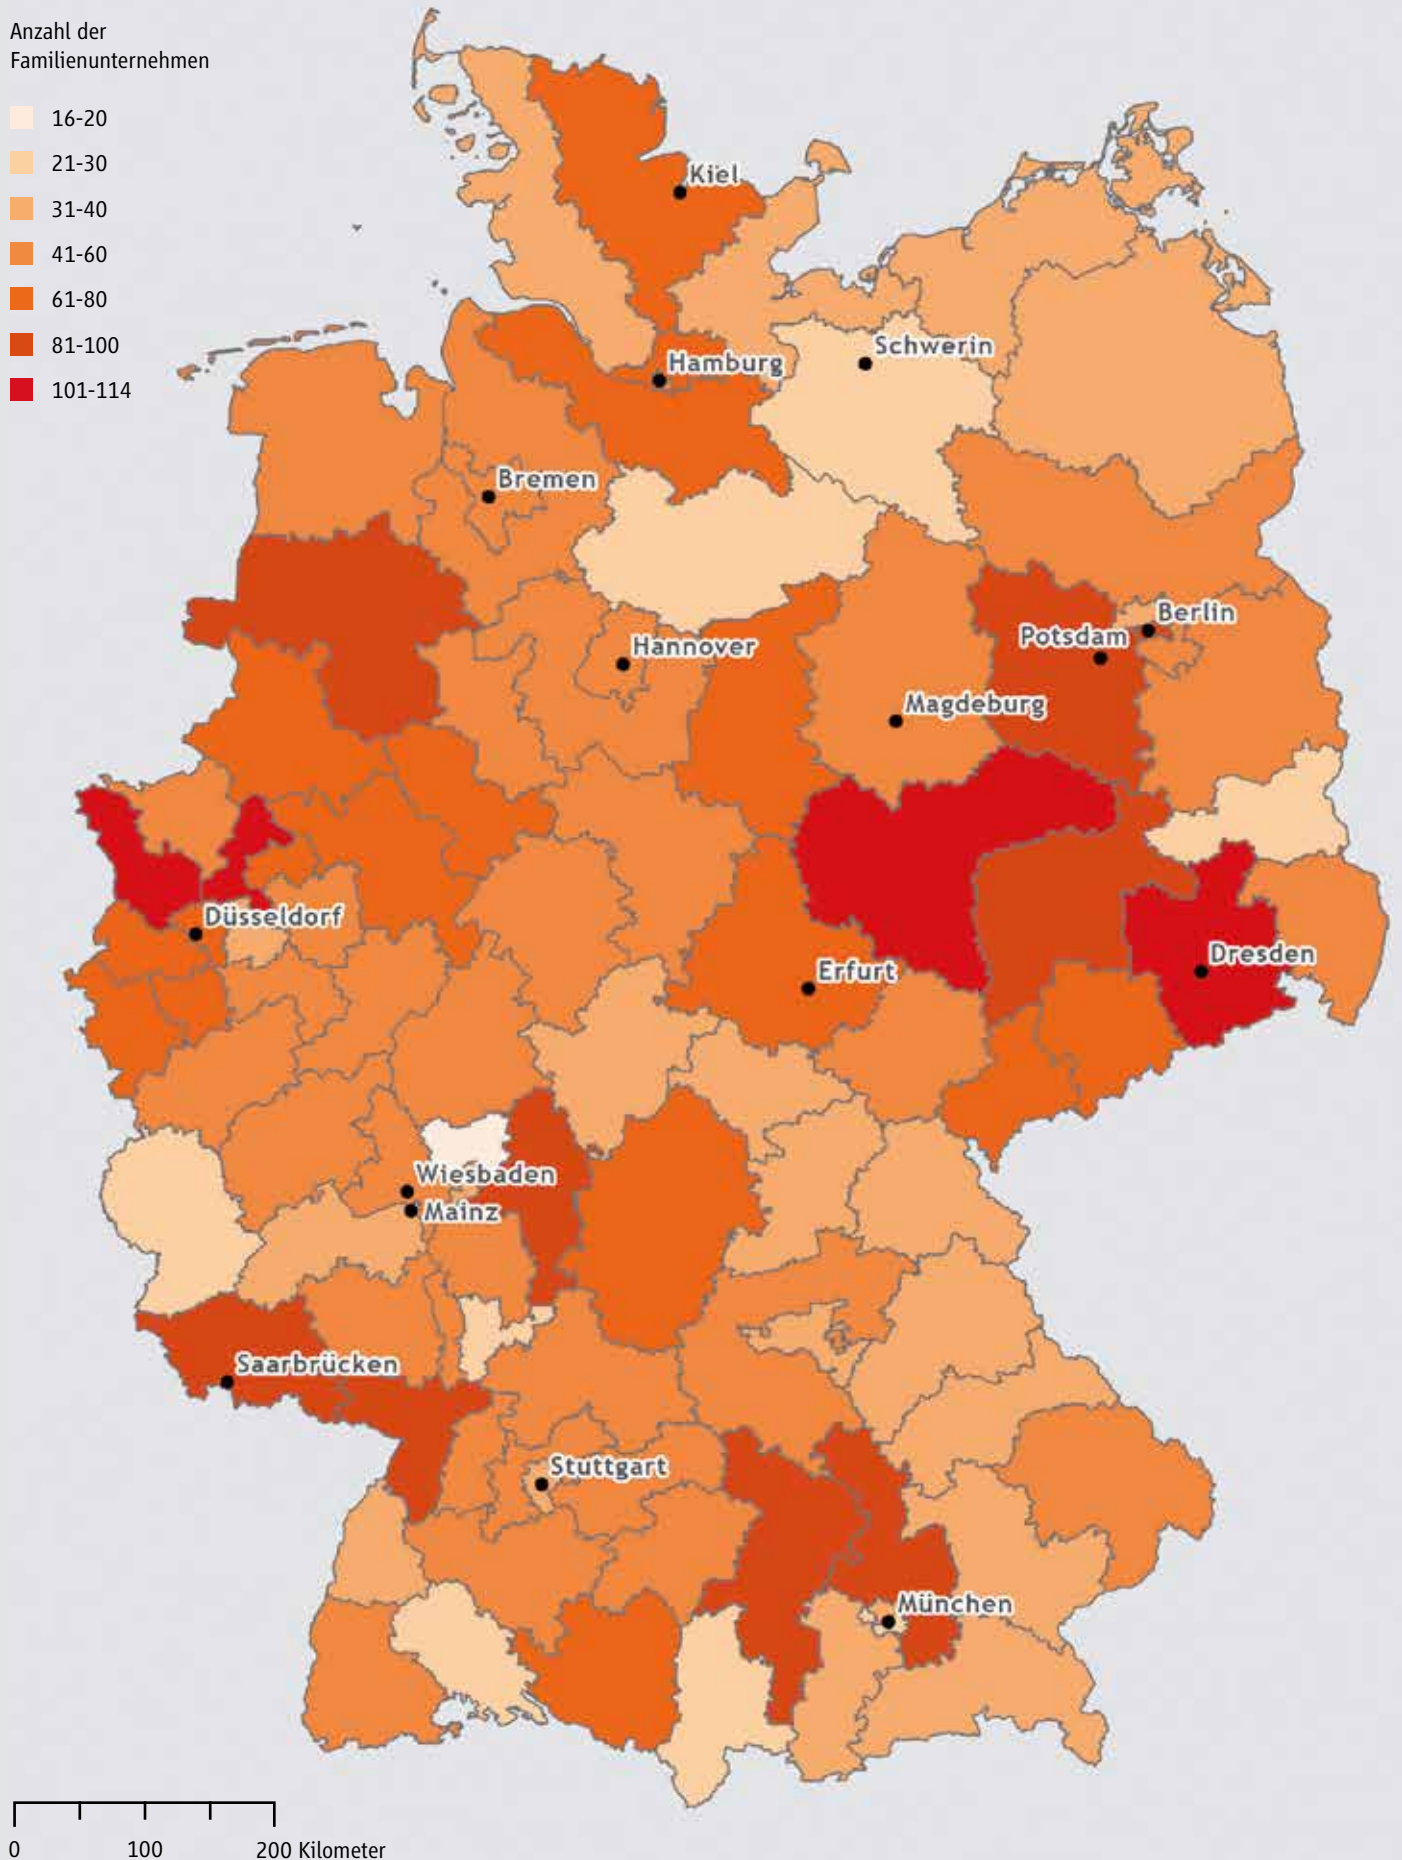 Anzahl der
Familienunternehmen
16-20
21-30
31-40
41-60
61-80
81-100
101-114
Kiel
Schwerin
Hamburg
Bremen
Berlin
Potsdam
Hannover
Magdeburg
Düsseldorf
Dresden
Erfurt
Wiesbaden
Mainz
Saarbrücken
Stuttgart
München
0 100 200 Kilometer